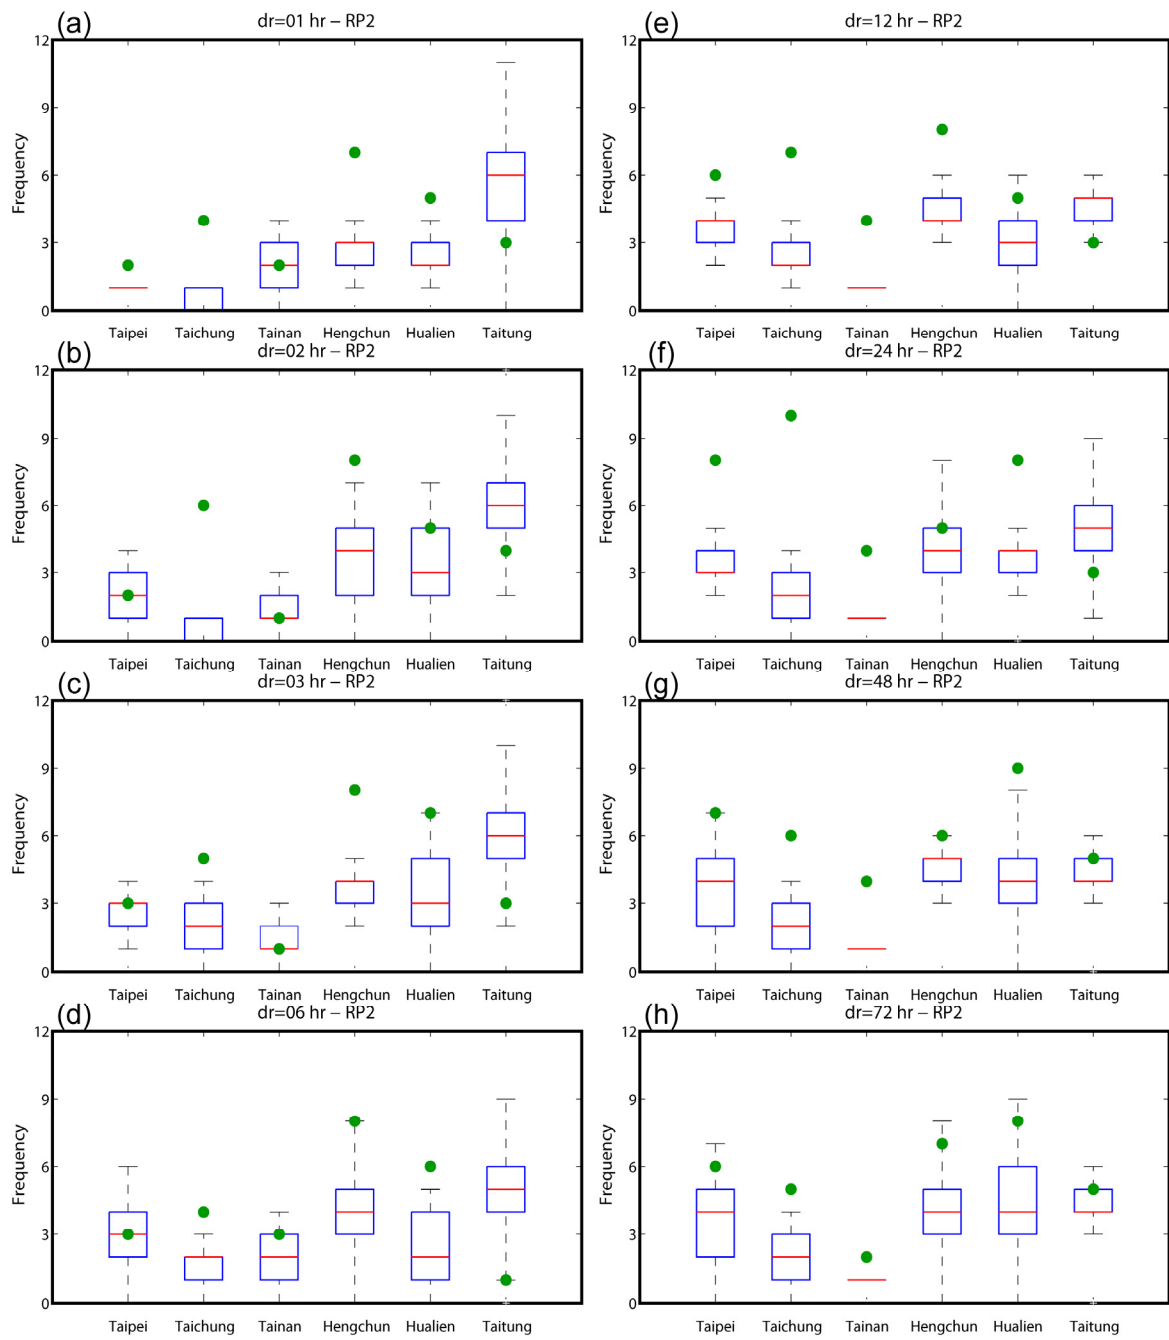 (a) dr=01 hr – RP2
12
9
6
3
0
Frequency
Taipei Taichung Tainan Hengchun Hualien Taitung
(b) dr=02 hr – RP2
12
9
6
3
0
Frequency
Taipei Taichung Tainan Hengchun Hualien Taitung
(c) dr=03 hr – RP2
12
9
6
3
0
Frequency
Taipei Taichung Tainan Hengchun Hualien Taitung
(d) dr=06 hr – RP2
12
9
6
3
0
Frequency
Taipei Taichung Tainan Hengchun Hualien Taitung
(e) dr=12 hr – RP2
12
9
6
3
0
Frequency
Taipei Taichung Tainan Hengchun Hualien Taitung
(f) dr=24 hr – RP2
12
9
6
3
0
Frequency
Taipei Taichung Tainan Hengchun Hualien Taitung
(g) dr=48 hr – RP2
12
9
6
3
0
Frequency
Taipei Taichung Tainan Hengchun Hualien Taitung
(h) dr=72 hr – RP2
12
9
6
3
0
Frequency
Taipei Taichung Tainan Hengchun Hualien Taitung